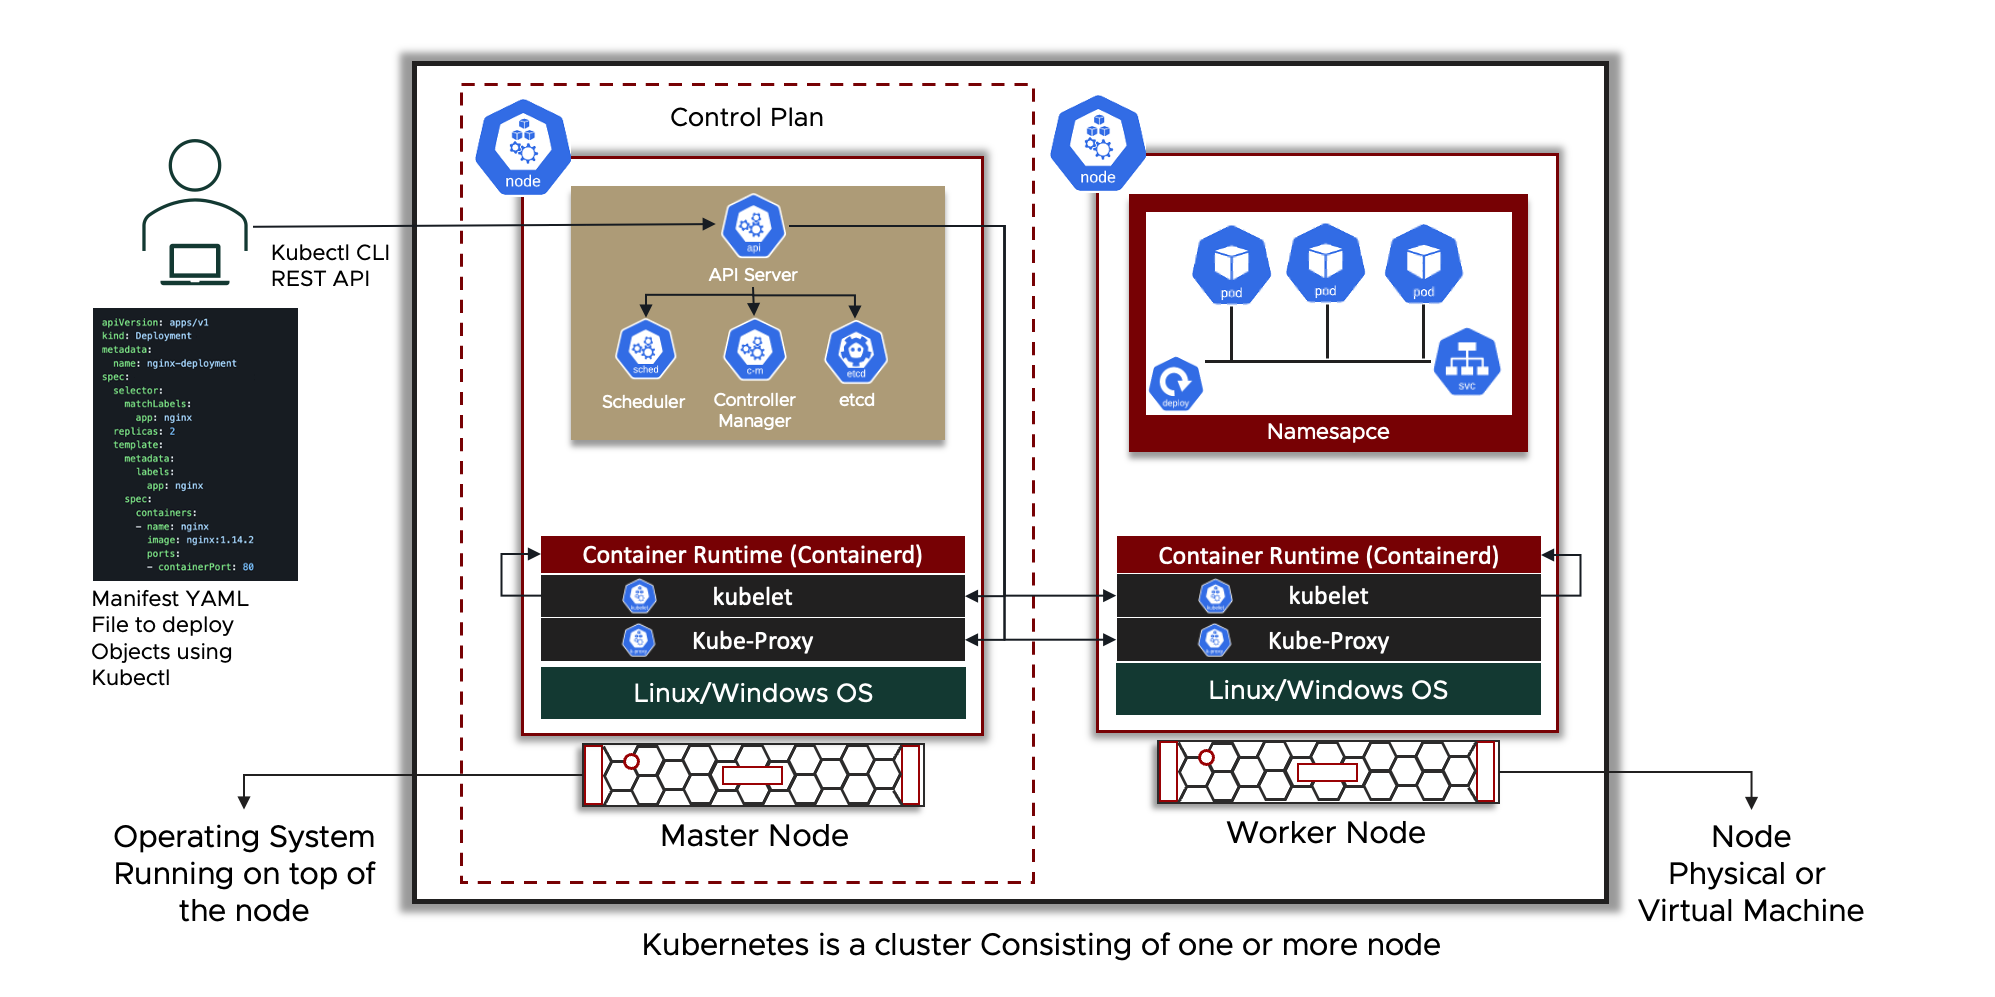 Control Plan
node
node
api
API Server
Kubectl CLI
REST API
sched
c-m
etcd
Scheduler
Controller
Manager
etcd
pod
pod
pod
deploy
svc
Namesapce
apiVersion: apps/v1
kind: Deployment
metadata:
name: nginx-deployment
spec:
selector:
matchLabels:
app: nginx
replicas: 2
template:
metadata:
labels:
app: nginx
spec:
containers:
- name: nginx
image: nginx:1.14.2
ports:
- containerPort: 80
Manifest YAML
File to deploy
Objects using
Kubectl
Container Runtime (Containerd)
kubelet
kubelet
Kube-Proxy
Linux/Windows OS
Container Runtime (Containerd)
kubelet
kubelet
Kube-Proxy
Linux/Windows OS
Master Node
Worker Node
Operating System
Running on top of
the node
Node
Physical or
Virtual Machine
Kubernetes is a cluster Consisting of one or more node